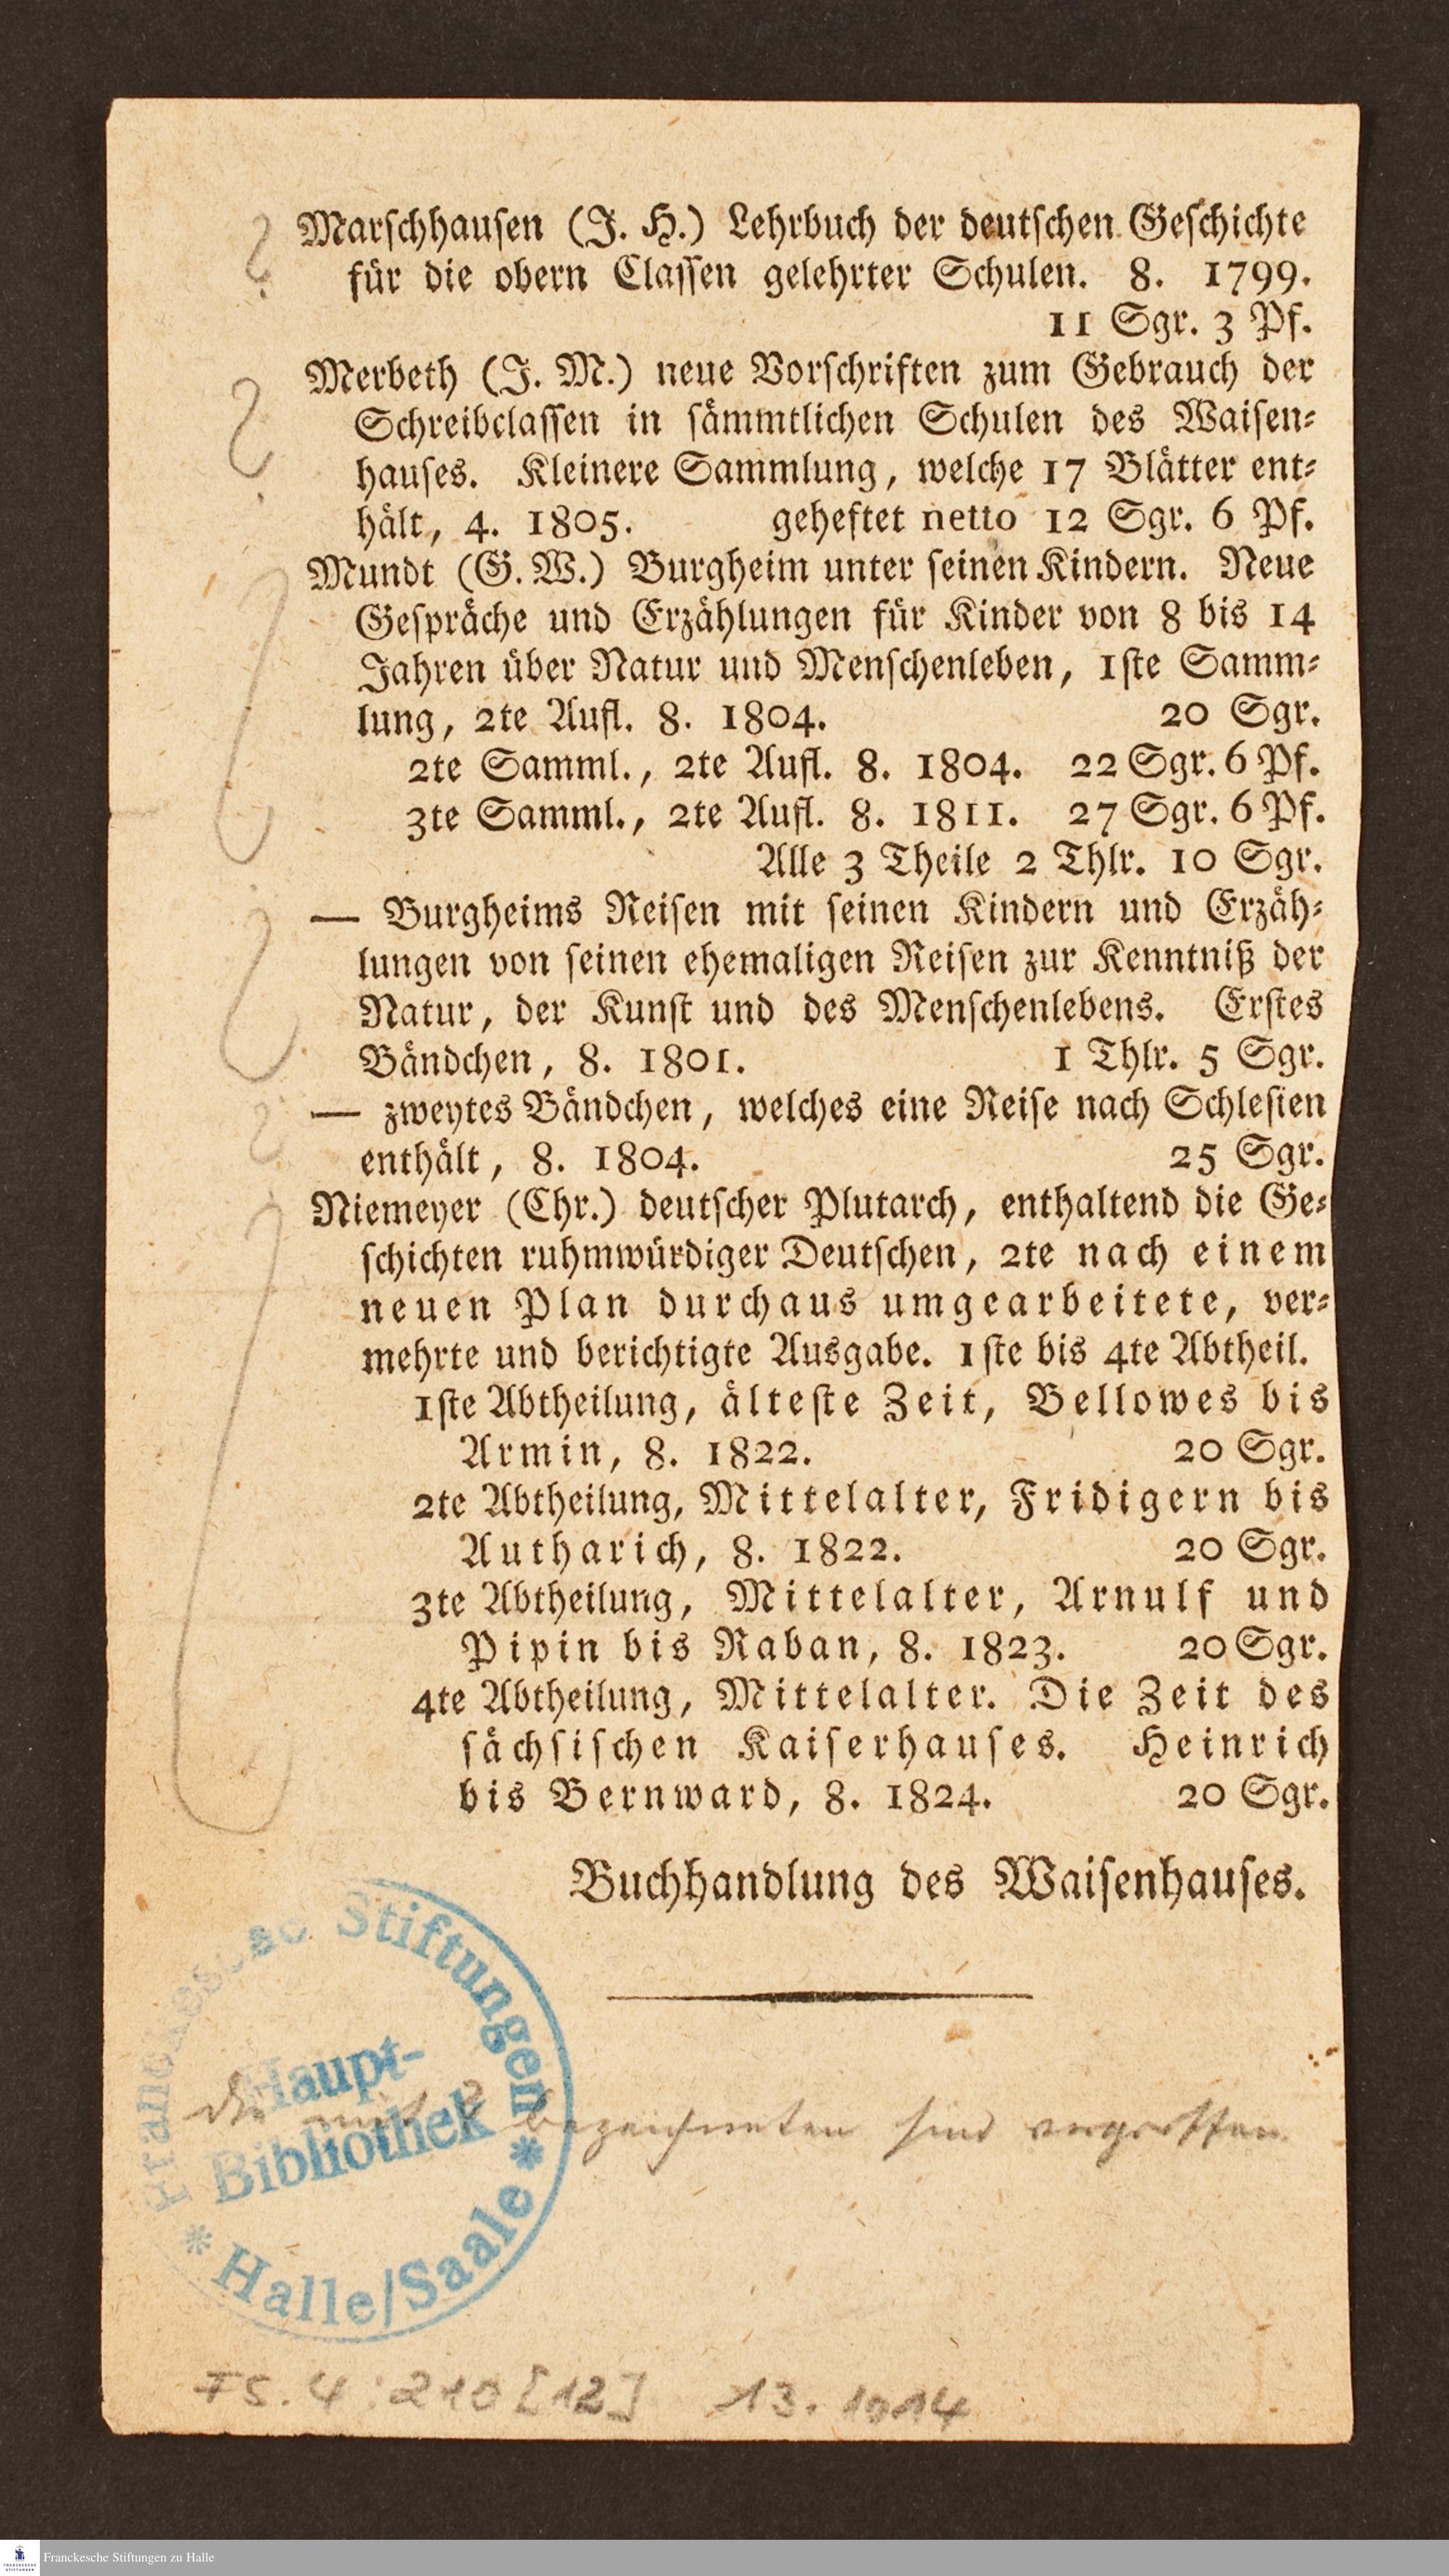 Marſchhauſen (J. H.) Lehrbuch der deutſchen Geſchichte
für die obern Claſſen gelehrter Schulen. 8. 1799.
11 Sgr. 3 Pf.
Merbeth (J. M.) neue Vorſchriften zum Gebrauch der
Schreibclaſſen in ſämmtlichen Schulen des Waiſen-
hauſes. Kleinere Sammlung, welche 17 Blätter ent-
hält, 4. 1805. geheftet netto 12 Sgr. 6 Pf.
Mundt (G. W.) Burgheim unter ſeinen Kindern. Neue
Geſpräche und Erzählungen für Kinder von 8 bis 14
Jahren über Natur und Menſchenleben, 1ſte Samm-
lung, 2te Aufl. 8. 1804. 20 Sgr.
2te Samml., 2te Aufl. 8. 1804. 22 Sgr. 6 Pf.
3te Samml., 2te Aufl. 8. 1811. 27 Sgr. 6 Pf.
Alle 3 Theile 2 Thlr. 10 Sgr.
— Burgheims Reiſen mit ſeinen Kindern und Erzäh-
lungen von ſeinen ehemaligen Reiſen zur Kenntniß der
Natur, der Kunſt und des Menſchenlebens. Erſtes
Bändchen, 8. 1801. 1 Thlr. 5 Sgr.
— zweytes Bändchen, welches eine Reiſe nach Schleſien
enthält, 8. 1804. 25 Sgr.
Niemeyer (Chr.) deutſcher Plutarch, enthaltend die Ge-
ſchichten ruhmwürdiger Deutſchen, 2te nach einem
neuen Plan durchaus umgearbeitete, ver-
mehrte und berichtigte Ausgabe. 1ſte bis 4te Abtheil.
1ſte Abtheilung, älteſte Zeit, Bellowes bis
Armin, 8. 1822. 20 Sgr.
2te Abtheilung, Mittelalter, Fridigern bis
Autharich, 8. 1822. 20 Sgr.
3te Abtheilung, Mittelalter, Arnulf und
Pipin bis Raban, 8. 1823. 20 Sgr.
4te Abtheilung, Mittelalter. Die Zeit des
ſächſiſchen Kaiſerhauſes. Heinrich
bis Bernward, 8. 1824. 20 Sgr.
Buchhandlung des Waiſenhauſes.
Franckesche Stiftungen
Haupt-
Bibliothek
* Halle/Saale *
die mit ? bezeichneten sind vergriffen
FS. 4:210 [12] 13. 1014
Franckesche Stiftungen zu Halle